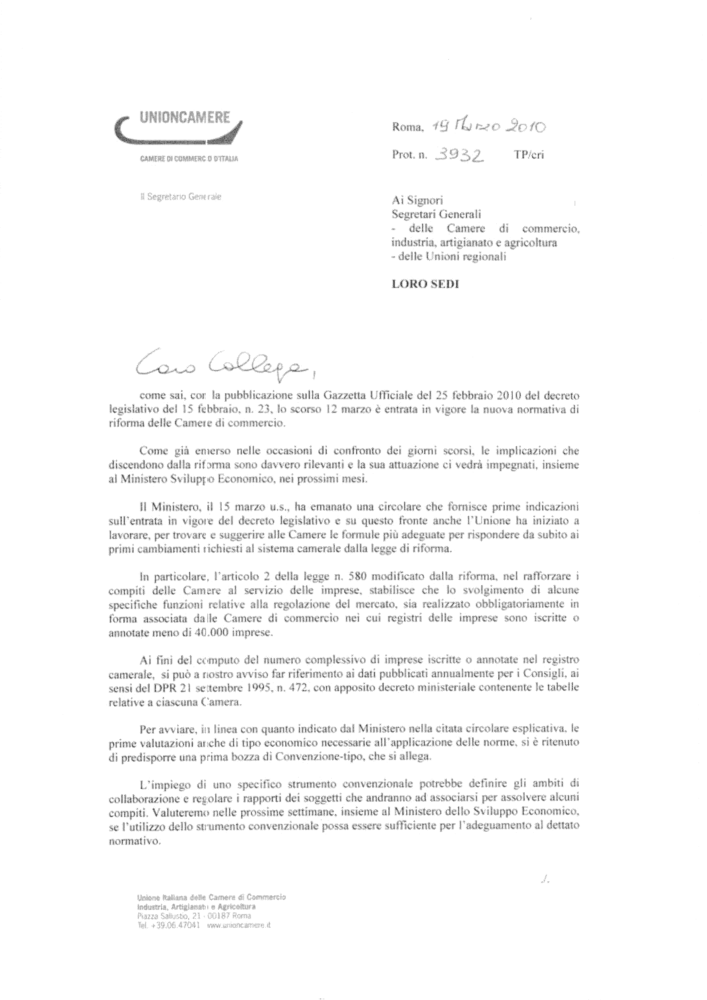 UNIONCAMERE
CAMERE DI COMMERCIO D'ITALIA
Il Segretario Generale
Roma, 19 Marzo 2010
Prot. n. 3932 TP/cri
Ai Signori
Segretari Generali
- delle Camere di commercio,
industria, artigianato e agricoltura
- delle Unioni regionali
LORO SEDI
Caro Collega,
come sai, con la pubblicazione sulla Gazzetta Ufficiale del 25 febbraio 2010 del decreto
legislativo del 15 febbraio, n. 23, lo scorso 12 marzo è entrata in vigore la nuova normativa di
riforma delle Camere di commercio.
Come già emerso nelle occasioni di confronto dei giorni scorsi, le implicazioni che
discendono dalla riforma sono davvero rilevanti e la sua attuazione ci vedrà impegnati, insieme
al Ministero Sviluppo Economico, nei prossimi mesi.
Il Ministero, il 15 marzo u.s., ha emanato una circolare che fornisce prime indicazioni
sull'entrata in vigore del decreto legislativo e su questo fronte anche l'Unione ha iniziato a
lavorare, per trovare e suggerire alle Camere le formule più adeguate per rispondere da subito ai
primi cambiamenti richiesti al sistema camerale dalla legge di riforma.
In particolare, l'articolo 2 della legge n. 580 modificato dalla riforma, nel rafforzare i
compiti delle Camere al servizio delle imprese, stabilisce che lo svolgimento di alcune
specifiche funzioni relative alla regolazione del mercato, sia realizzato obbligatoriamente in
forma associata dalle Camere di commercio nei cui registri delle imprese sono iscritte o
annotate meno di 40.000 imprese.
Ai fini del computo del numero complessivo di imprese iscritte o annotate nel registro
camerale, si può a nostro avviso far riferimento ai dati pubblicati annualmente per i Consigli, ai
sensi del DPR 21 settembre 1995, n. 472, con apposito decreto ministeriale contenente le tabelle
relative a ciascuna Camera.
Per avviare, in linea con quanto indicato dal Ministero nella citata circolare esplicativa, le
prime valutazioni anche di tipo economico necessarie all'applicazione delle norme, si è ritenuto
di predisporre una prima bozza di Convenzione-tipo, che si allega.
L'impiego di uno specifico strumento convenzionale potrebbe definire gli ambiti di
collaborazione e regolare i rapporti dei soggetti che andranno ad associarsi per assolvere alcuni
compiti. Valuteremo nelle prossime settimane, insieme al Ministero dello Sviluppo Economico,
se l'utilizzo dello strumento convenzionale possa essere sufficiente per l'adeguamento al dettato
normativo.
./.
Unione Italiana delle Camere di Commercio
Industria, Artigianato e Agricoltura
Piazza Sallustio, 21 - 00187 Roma
Tel. +39.06.47041 www.unioncamere.it